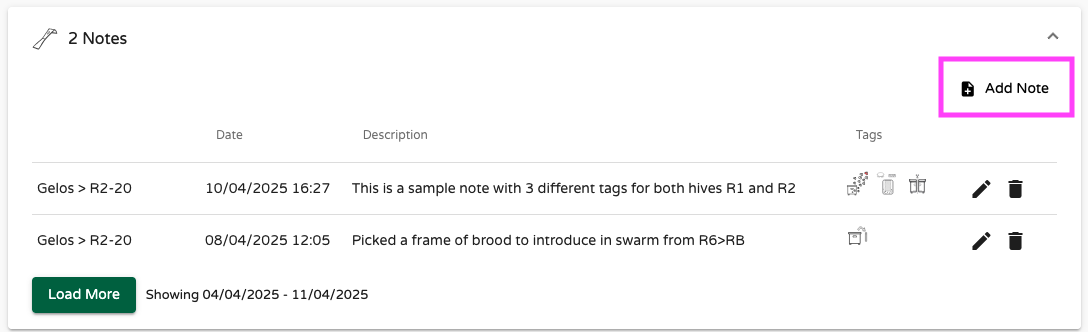 2 Notes
Add Note
Date Description Tags
Gelos > R2-20 10/04/2025 16:27 This is a sample note with 3 different tags for both hives R1 and R2
Gelos > R2-20 08/04/2025 12:05 Picked a frame of brood to introduce in swarm from R6>RB
Load More Showing 04/04/2025 - 11/04/2025